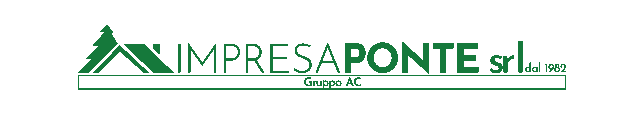 IMPRESAPONTE srl dal 1982
Gruppo AC